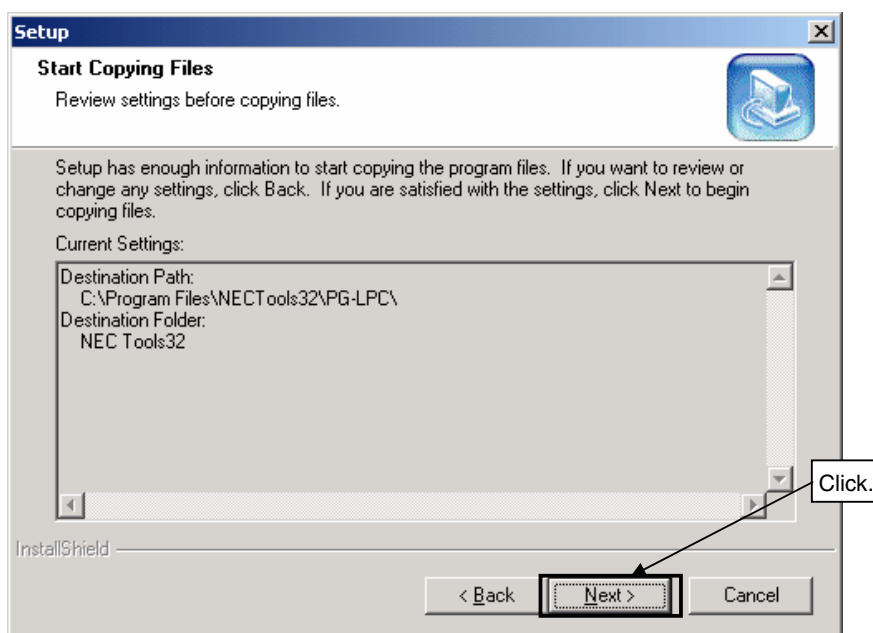 Setup
Start Copying Files
Review settings before copying files.
Setup has enough information to start copying the program files.  If you want to review or
change any settings, click Back.  If you are satisfied with the settings, click Next to begin
copying files.
Current Settings:
Destination Path:
C:\Program Files\NECTools32\PG-LPC\
Destination Folder:
NEC Tools32
Click.
InstallShield
< Back
Next >
Cancel